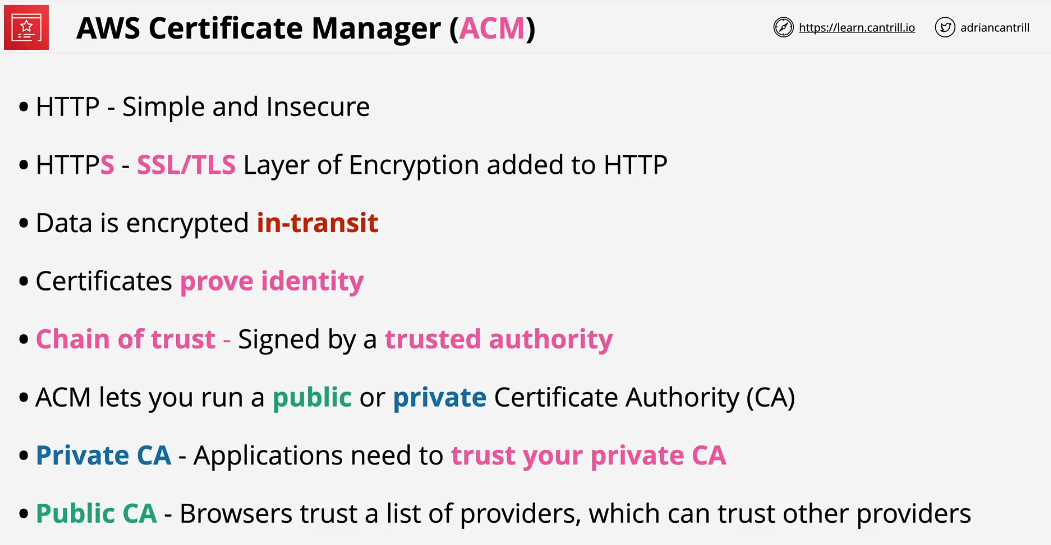 AWS Certificate Manager (ACM)
https://learn.cantrill.io
adriancantrill
• HTTP - Simple and Insecure
• HTTPS - SSL/TLS Layer of Encryption added to HTTP
• Data is encrypted in-transit
• Certificates prove identity
• Chain of trust - Signed by a trusted authority
• ACM lets you run a public or private Certificate Authority (CA)
• Private CA - Applications need to trust your private CA
• Public CA - Browsers trust a list of providers, which can trust other providers